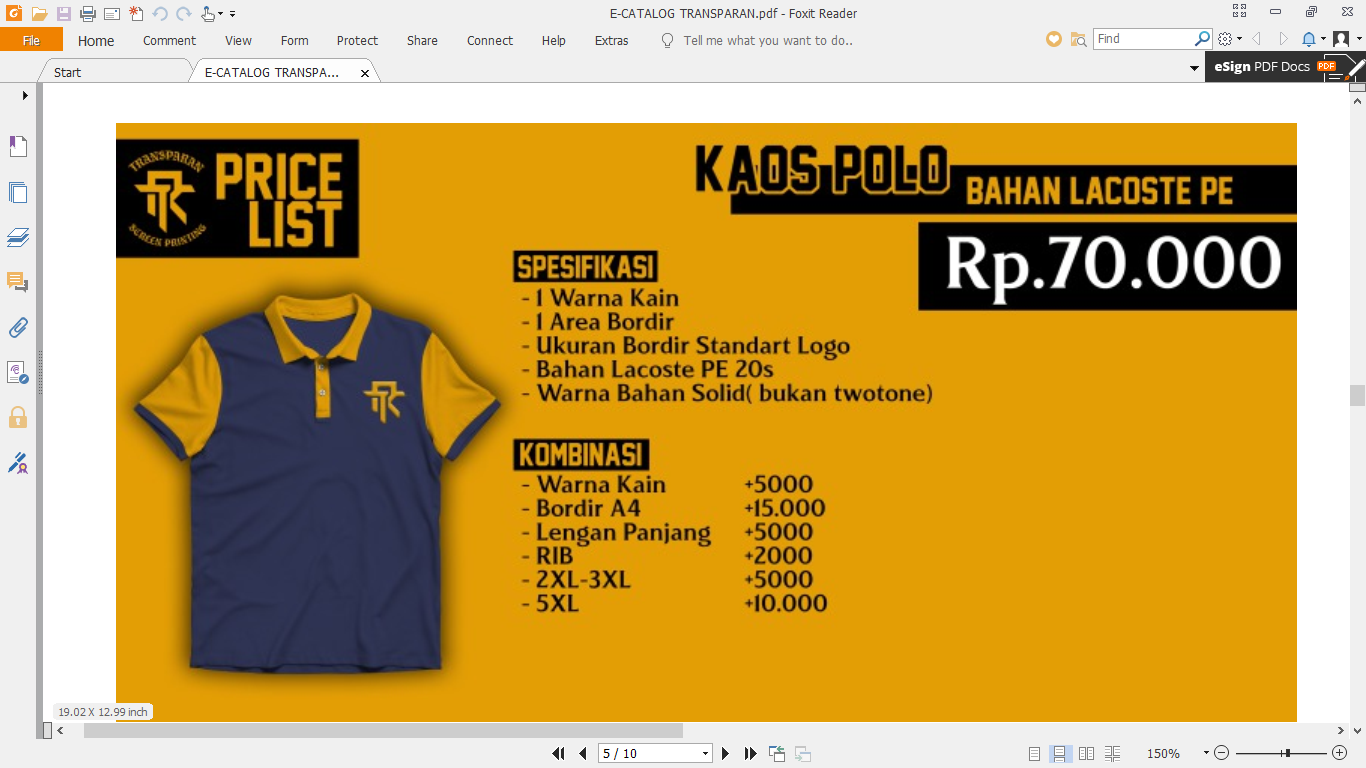 E-CATALOG TRANSPARAN.pdf - Foxit Reader
File Home Comment View Form Protect Share Connect Help Extras Tell me what you want to do.. Find
Start E-CATALOG TRANSPA... eSign PDF Docs PDF
TRANSPARAN
SCREEN PRINTING
PRICE
LIST
KAOS POLO
BAHAN LACOSTE PE
Rp.70.000
SPESIFIKASI
- 1 Warna Kain
- 1 Area Bordir
- Ukuran Bordir Standart Logo
- Bahan Lacoste PE 20s
- Warna Bahan Solid( bukan twotone)
KOMBINASI
- Warna Kain +5000
- Bordir A4 +15.000
- Lengan Panjang +5000
- RIB +2000
- 2XL-3XL +5000
- 5XL +10.000
19.02 X 12.99 inch
5 / 10 150%